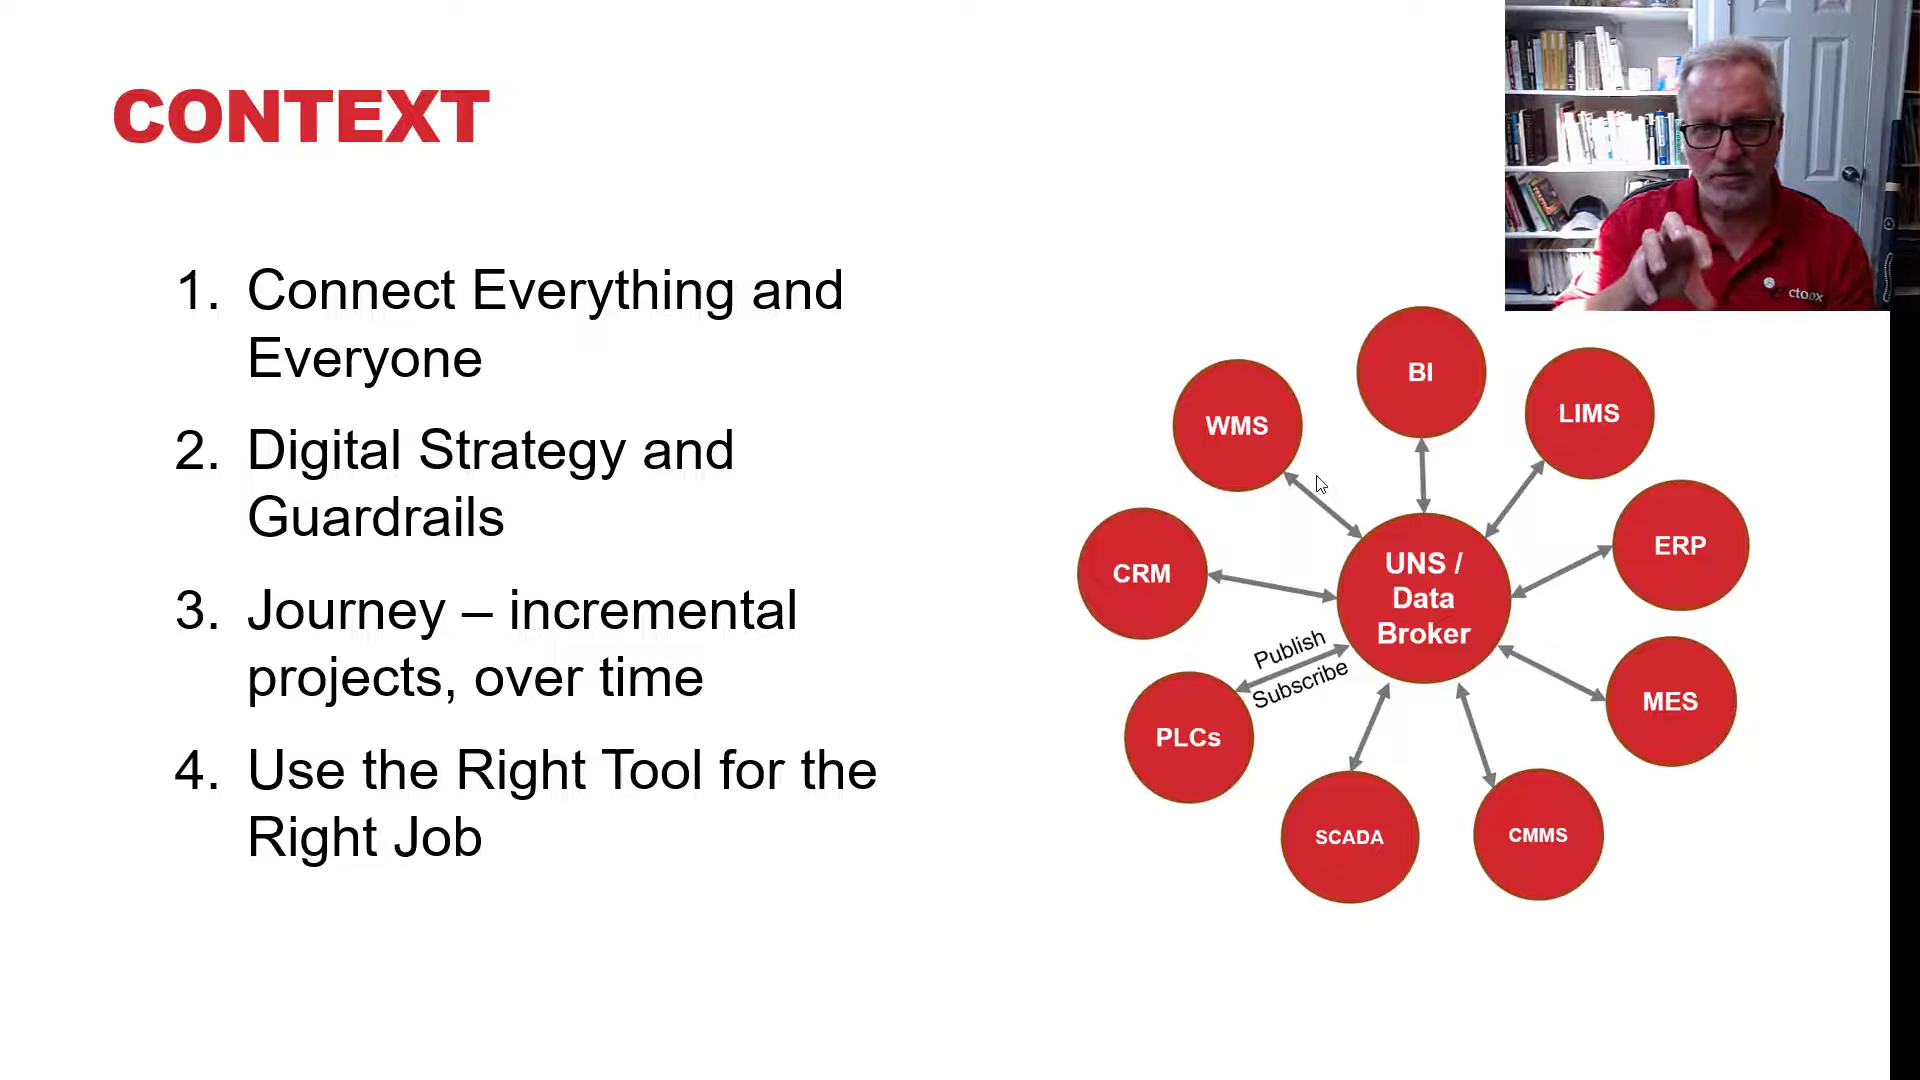 CONTEXT
1. Connect Everything and
Everyone
2. Digital Strategy and
Guardrails
3. Journey – incremental
projects, over time
4. Use the Right Tool for the
Right Job
BI
WMS
LIMS
CRM
UNS /
Data
Broker
ERP
Publish
Subscribe
PLCs
MES
SCADA
CMMS